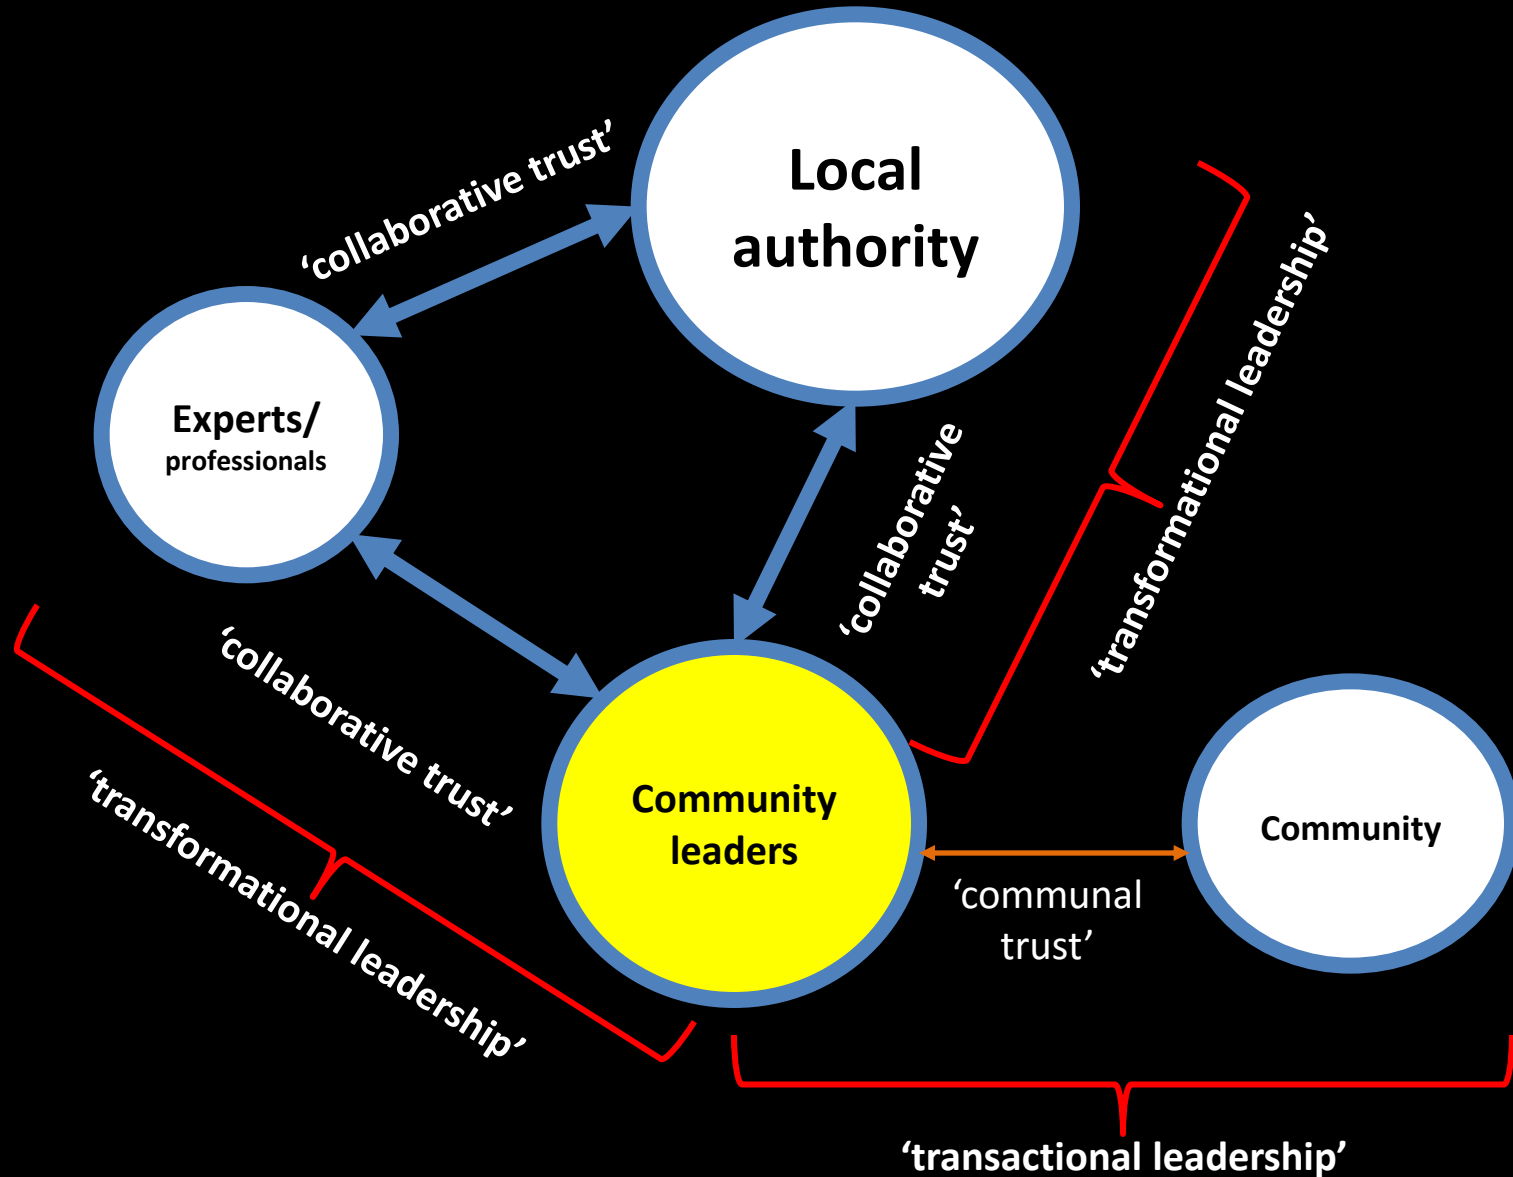 Local
authority
‘collaborative trust’
Experts/
professionals
‘transformational leadership’
‘collaborative
trust’
‘collaborative trust’
‘transformational leadership’
Community
leaders
Community
‘communal
trust’
‘transactional leadership’